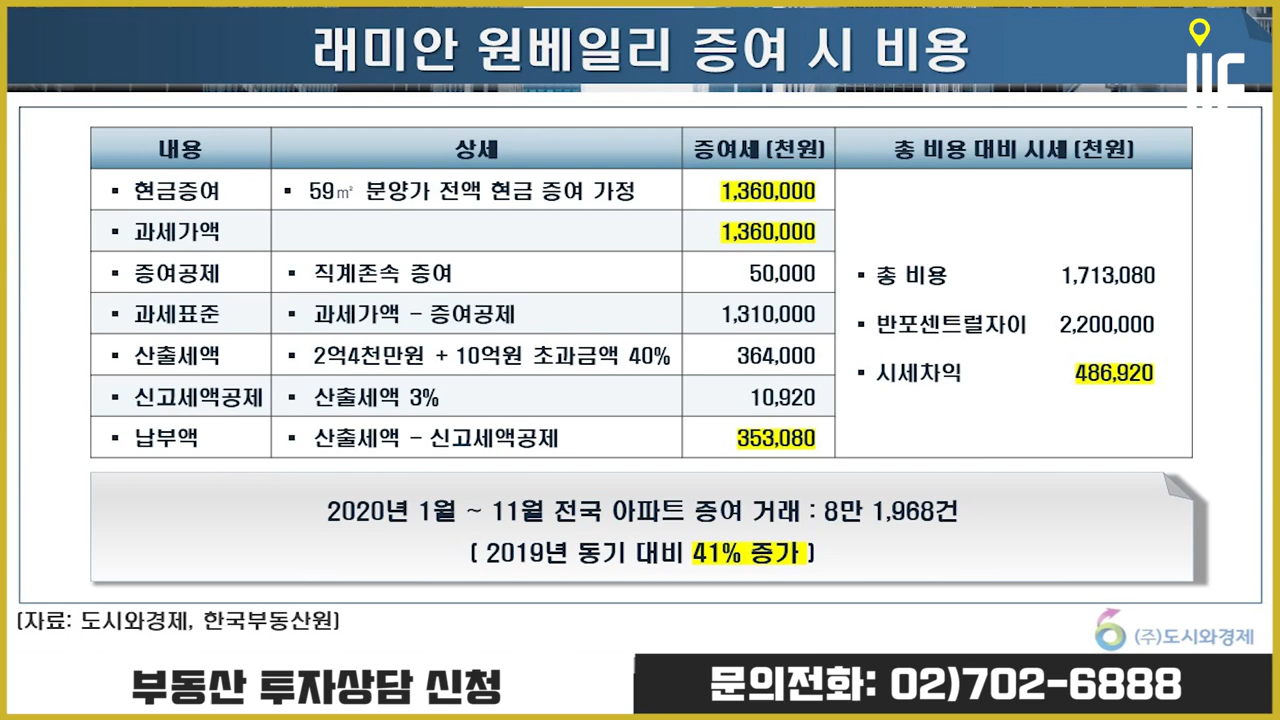 래미안 원베일리 증여 시 비용
내용 상세 증여세 (천원) 총 비용 대비 시세 (천원)
▪ 현금증여 ▪ 59㎡ 분양가 전액 현금 증여 가정 1,360,000
▪ 과세가액 1,360,000
▪ 증여공제 ▪ 직계존속 증여 50,000
▪ 과세표준 ▪ 과세가액 - 증여공제 1,310,000
▪ 산출세액 ▪ 2억4천만원 + 10억원 초과금액 40% 364,000
▪ 신고세액공제 ▪ 산출세액 3% 10,920
▪ 납부액 ▪ 산출세액 - 신고세액공제 353,080
▪ 총 비용 1,713,080
▪ 반포센트럴자이 2,200,000
▪ 시세차익 486,920
2020년 1월 ~ 11월 전국 아파트 증여 거래 : 8만 1,968건
( 2019년 동기 대비 41% 증가 )
(자료: 도시와경제, 한국부동산원)
(주)도시와경제
부동산 투자상담 신청
문의전화: 02)702-6888